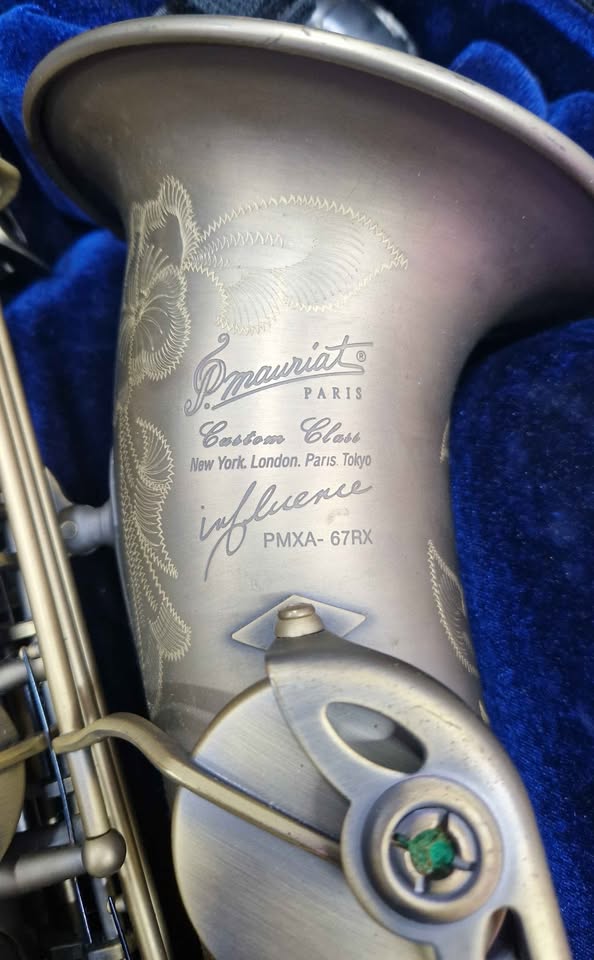 P. mauriat®
PARIS
Custom Class
New York. London. Paris. Tokyo
influence
PMXA- 67RX